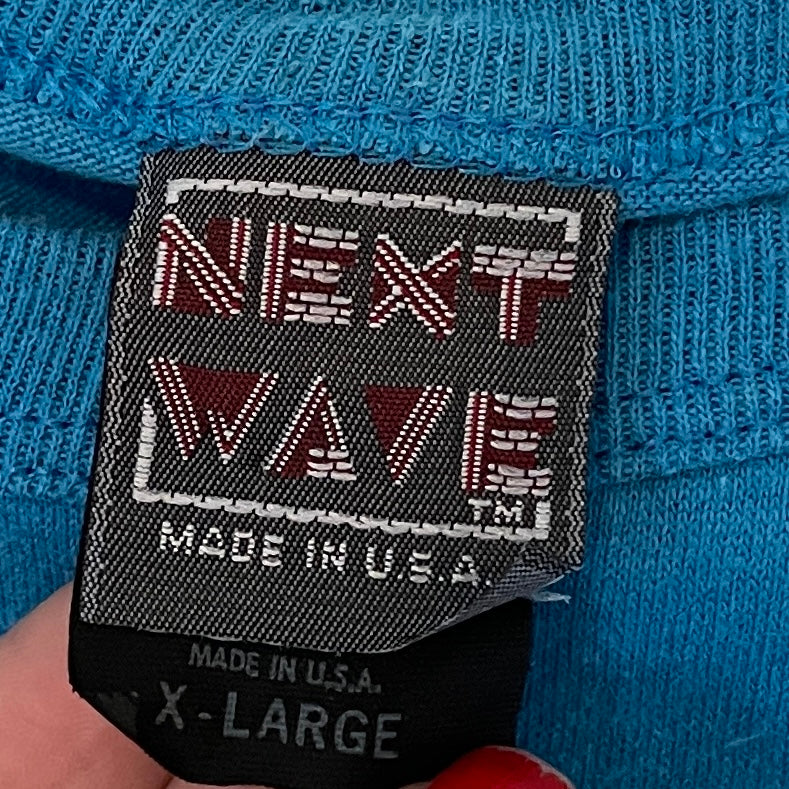 NEXT
WAVE
TM
MADE IN U.S.A.
MADE IN U.S.A.
X-LARGE